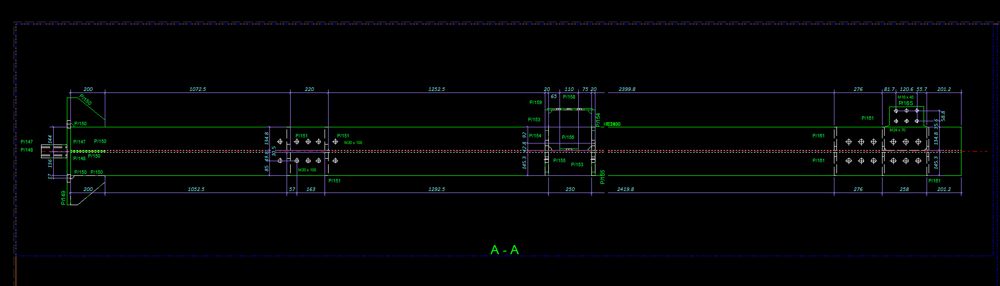 200
1072.5
220
1252.5
20
110
75
20
2399.8
276
81.7
120.6
55.7
201.2
P/150
65
P/158
M16 x 45
P/159
P/165
P/150
P/153
P/154
P/161
58.8
35.6
M24 x 70
144
P/147
P/147
P/150
134.8
P/151
P/151
M20 x 105
92
P/154
P/156
P/161
134.8
P/148
P/148
P/150
10.5
49.8
42.8
136
17
P/150
P/150
85
M20 x 105
P/151
145.3
P/155
P/153
P/155
P/161
145.3
P/161
P/149
200
1052.5
57
163
1292.5
250
2419.8
276
258
201.2
A - A